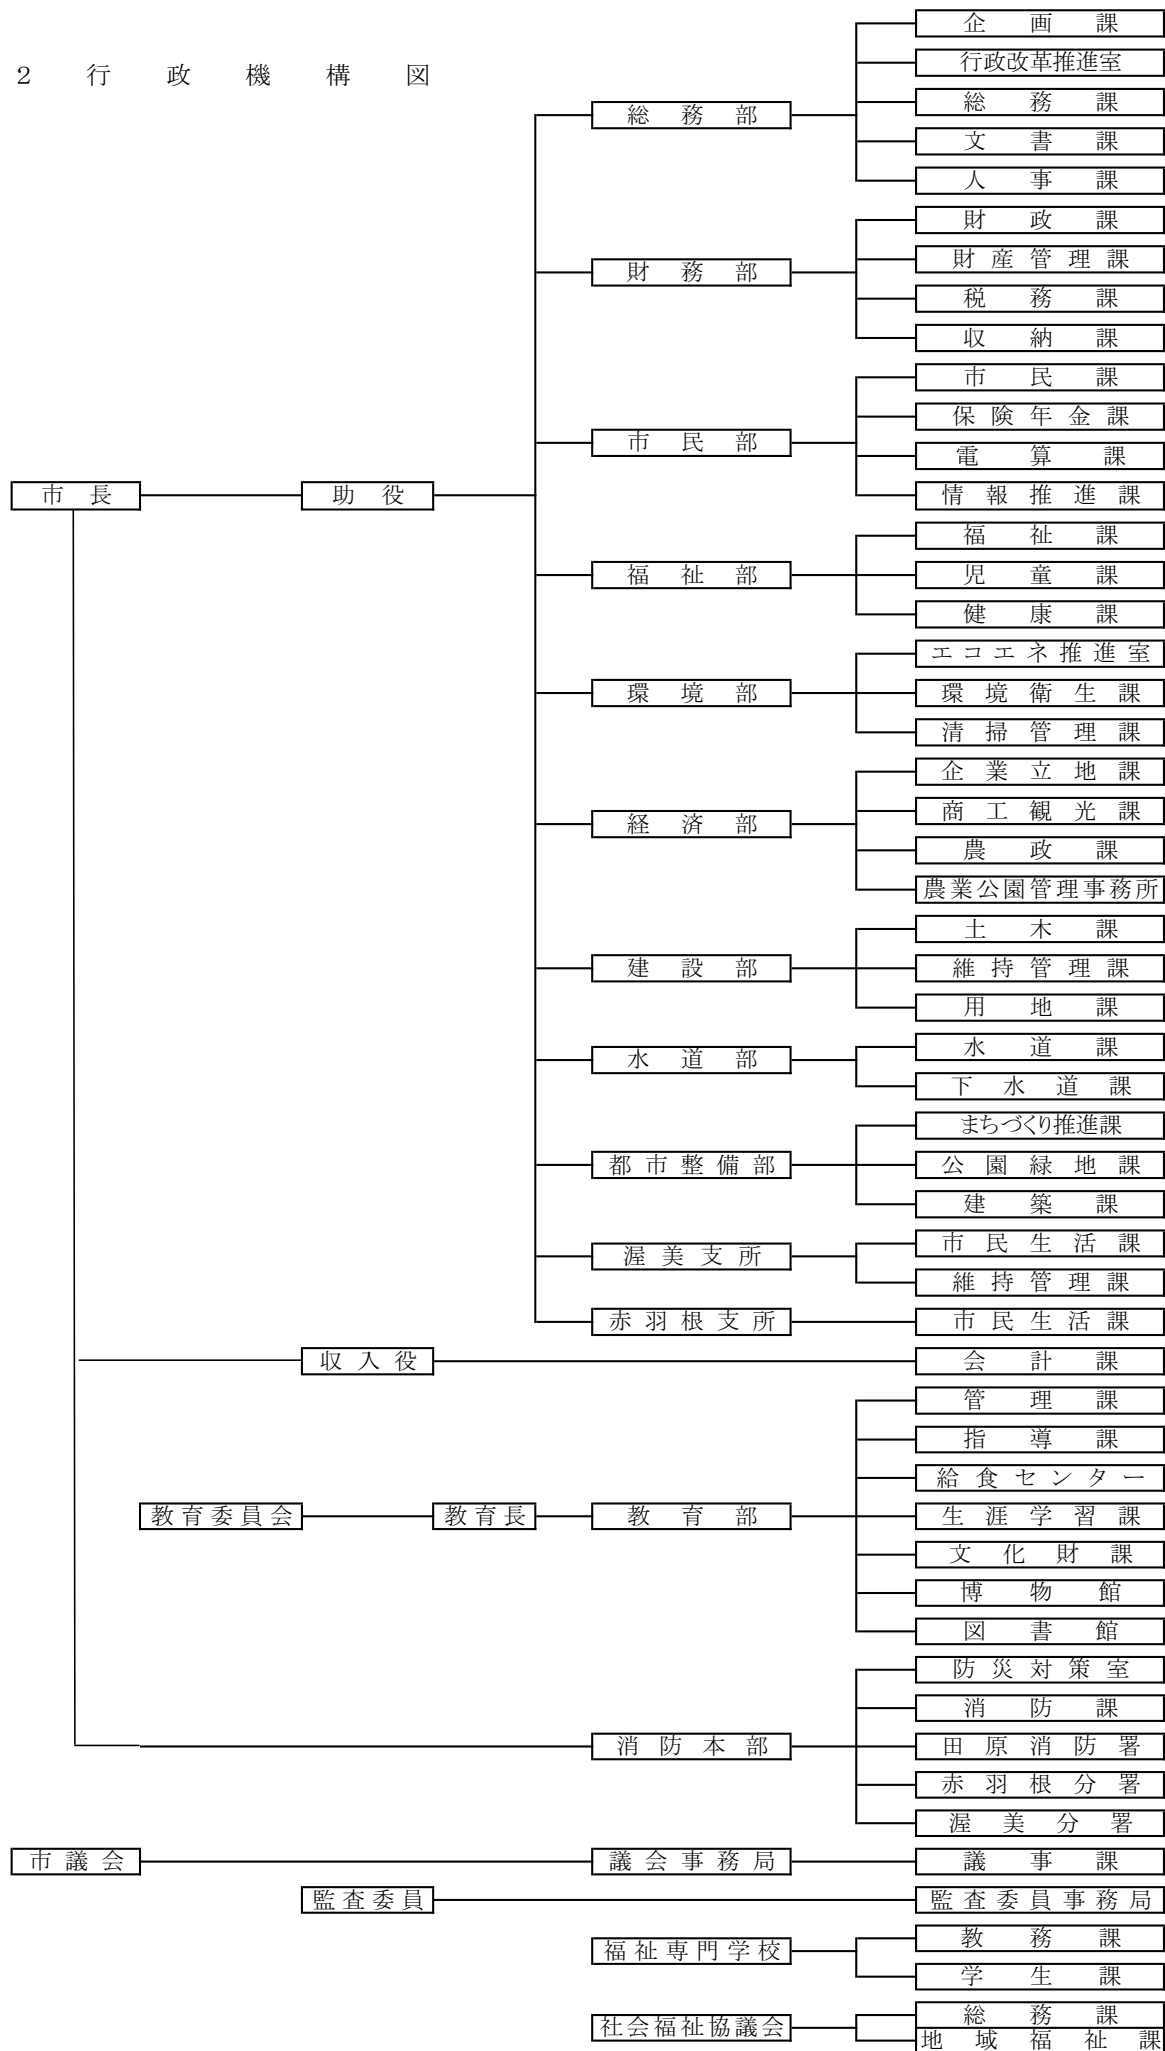 2 行政機構図
企画課
行政改革推進室
総務部
総務課
文書課
人事課
財政課
財務部
財産管理課
税務課
収納課
市民課
保険年金課
市民部
電算課
市長
助役
情報推進課
福祉課
福祉部
児童課
健康課
エコエネ推進室
環境部
環境衛生課
清掃管理課
企業立地課
商工観光課
経済部
農政課
農業公園管理事務所
土木課
建設部
維持管理課
用地課
水道課
水道部
下水道課
まちづくり推進課
都市整備部
公園緑地課
建築課
市民生活課
渥美支所
維持管理課
赤羽根支所
市民生活課
収入役
会計課
管理課
指導課
給食センター
教育委員会
教育長
教育部
生涯学習課
文化財課
博物館
図書館
防災対策室
消防課
消防本部
田原消防署
赤羽根分署
渥美分署
市議会
議会事務局
議事課
監査委員
監査委員事務局
教務課
福祉専門学校
学生課
総務課
社会福祉協議会
地域福祉課